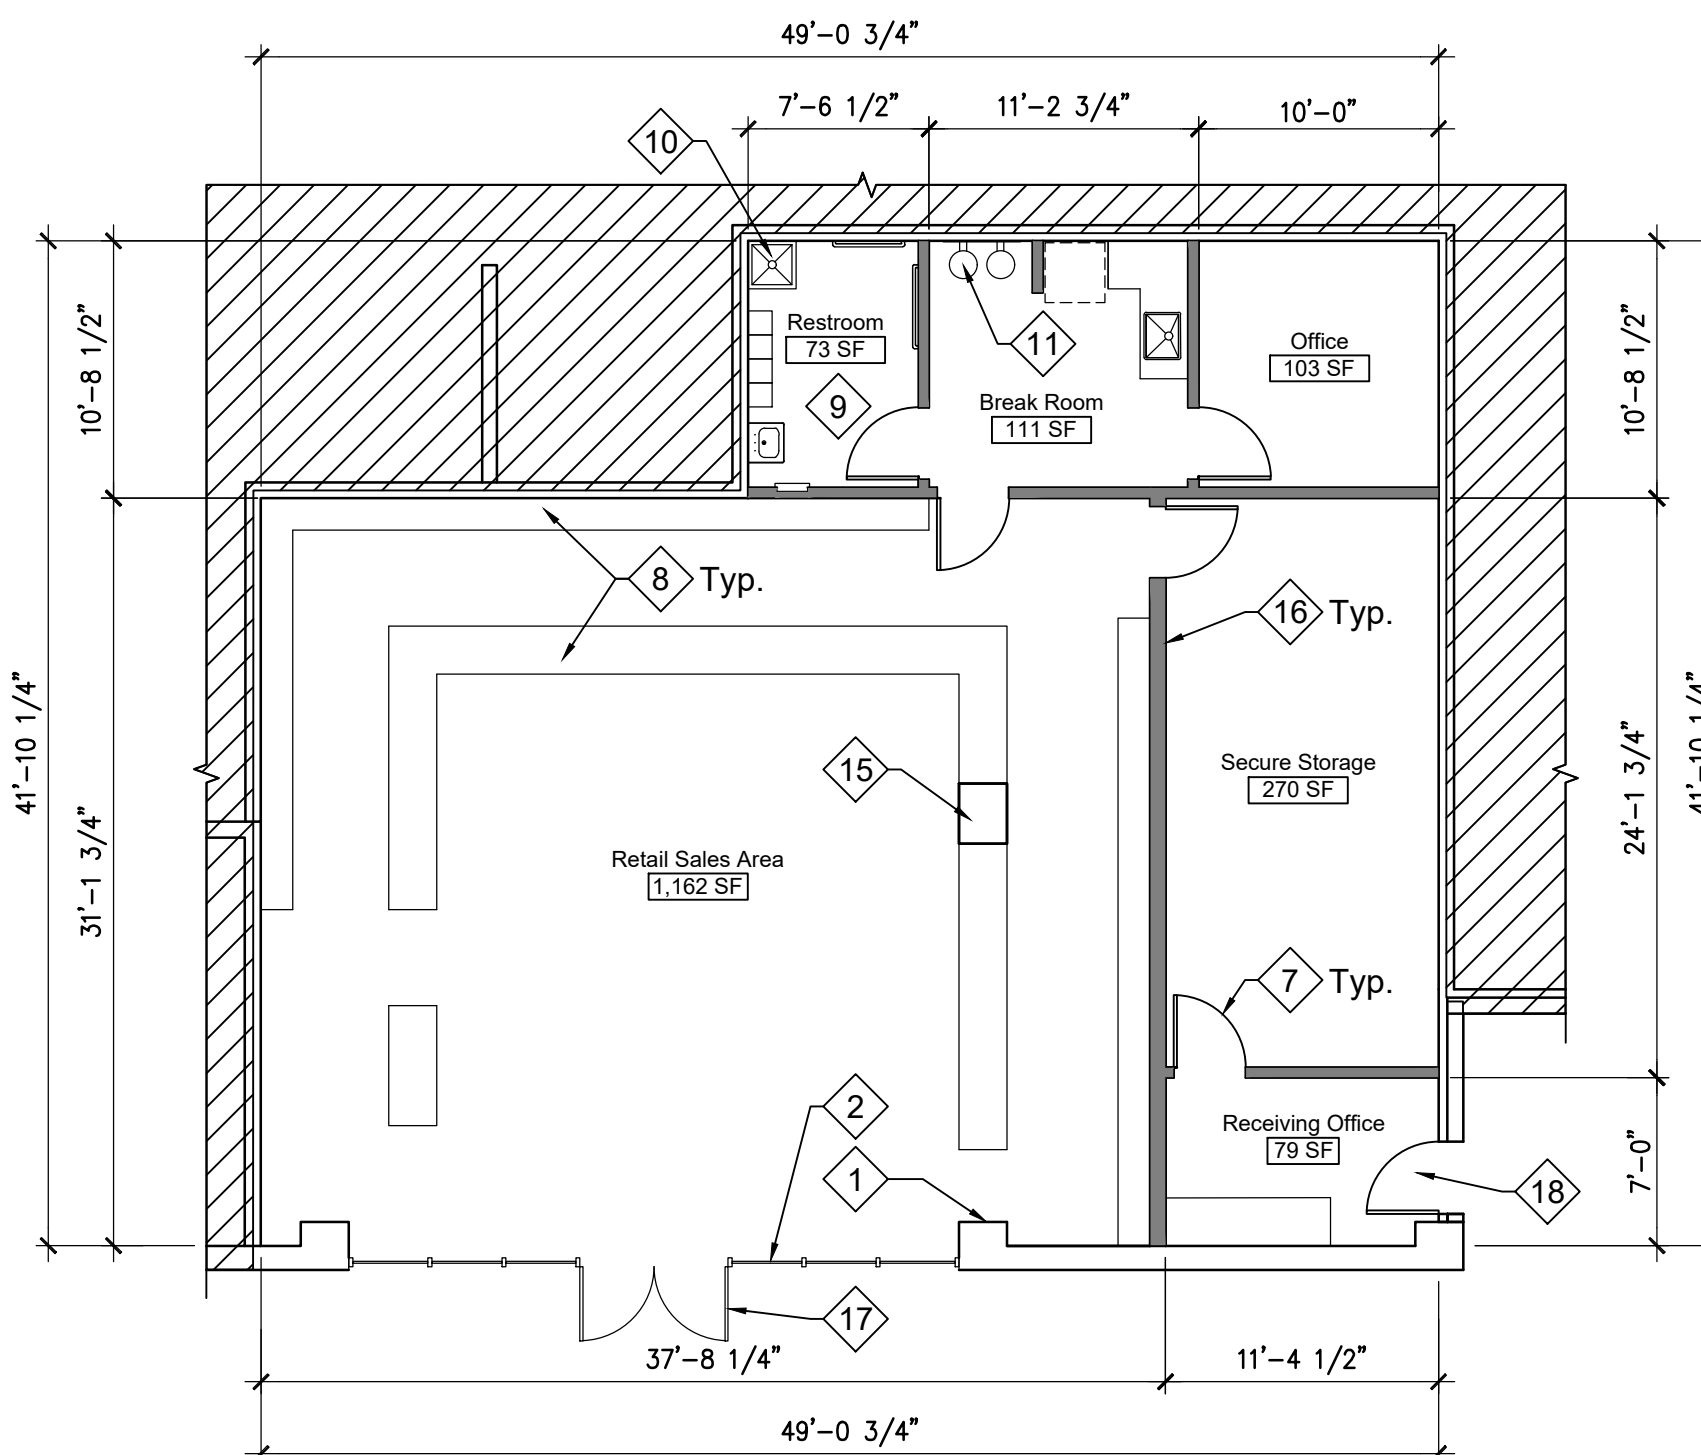 49'-0 3/4"
7'-6 1/2"
11'-2 3/4"
10'-0"
10
Restroom
73 SF
9
11
Break Room
111 SF
Office
103 SF
10'-8 1/2"
10'-8 1/2"
8 Typ.
16 Typ.
41'-10 1/4"
31'-1 3/4"
15
Secure Storage
270 SF
24'-1 3/4"
41'-10 1/4"
Retail Sales Area
1,162 SF
7 Typ.
2
1
Receiving Office
79 SF
7'-0"
18
17
37'-8 1/4"
11'-4 1/2"
49'-0 3/4"